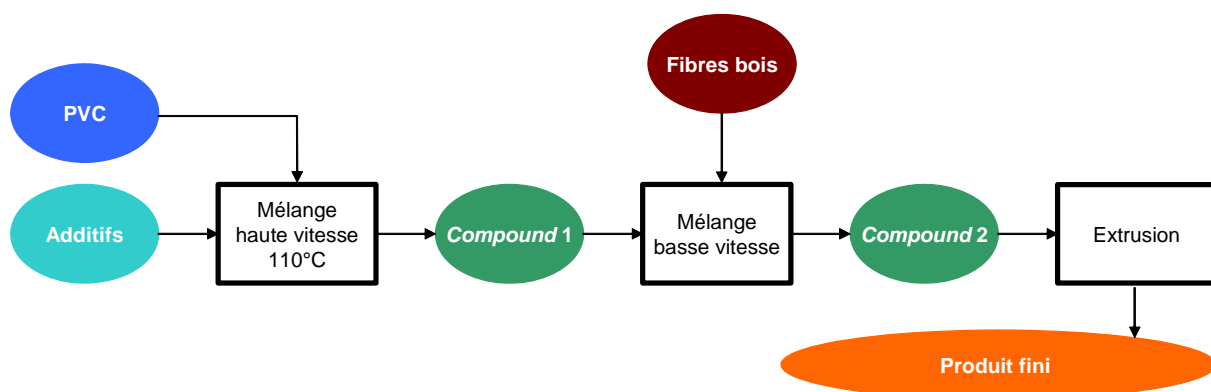 Fibres bois
PVC
Additifs
Mélange
haute vitesse
110°C
Compound 1
Mélange
basse vitesse
Compound 2
Extrusion
Produit fini